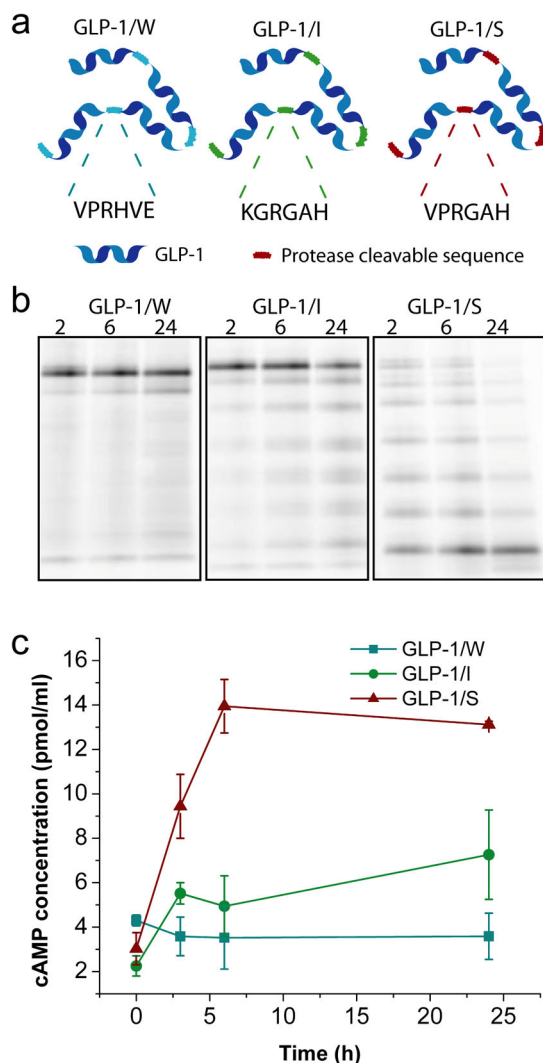 a
GLP-1/W GLP-1/I GLP-1/S
VPRHVE KGRGAH VPRGAH
GLP-1 Protease cleavable sequence
b
GLP-1/W GLP-1/I GLP-1/S
2 6 24 2 6 24 2 6 24
c
16
14
12
10
8
6
4
2
cAMP concentration (pmol/ml)
GLP-1/W
GLP-1/I
GLP-1/S
0 5 10 15 20 25
Time (h)